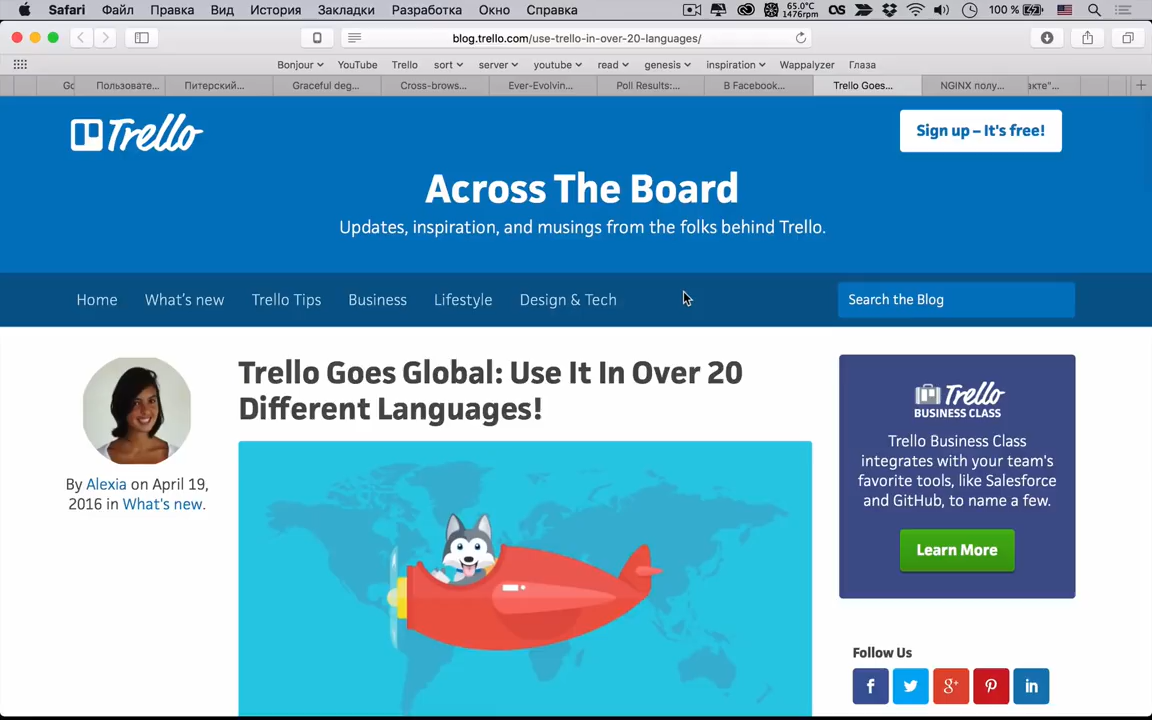 Safari Файл Правка Вид История Закладки Разработка Окно Справка 65.0°C 1476rpm 100 %
blog.trello.com/use-trello-in-over-20-languages/
Bonjour YouTube Trello sort server youtube read genesis inspiration Wappalyzer Глаза
Пользовате... Питерский... Graceful deg... Cross-brows... Ever-Evolvin... Poll Results:... В Facebook... Trello Goes... NGINX полу... акте"...
Trello
Sign up – It's free!
Across The Board
Updates, inspiration, and musings from the folks behind Trello.
Home What's new Trello Tips Business Lifestyle Design & Tech Search the Blog
Trello Goes Global: Use It In Over 20
Different Languages!
By Alexia on April 19,
2016 in What's new.
Trello
BUSINESS CLASS
Trello Business Class
integrates with your team's
favorite tools, like Salesforce
and GitHub, to name a few.
Learn More
Follow Us